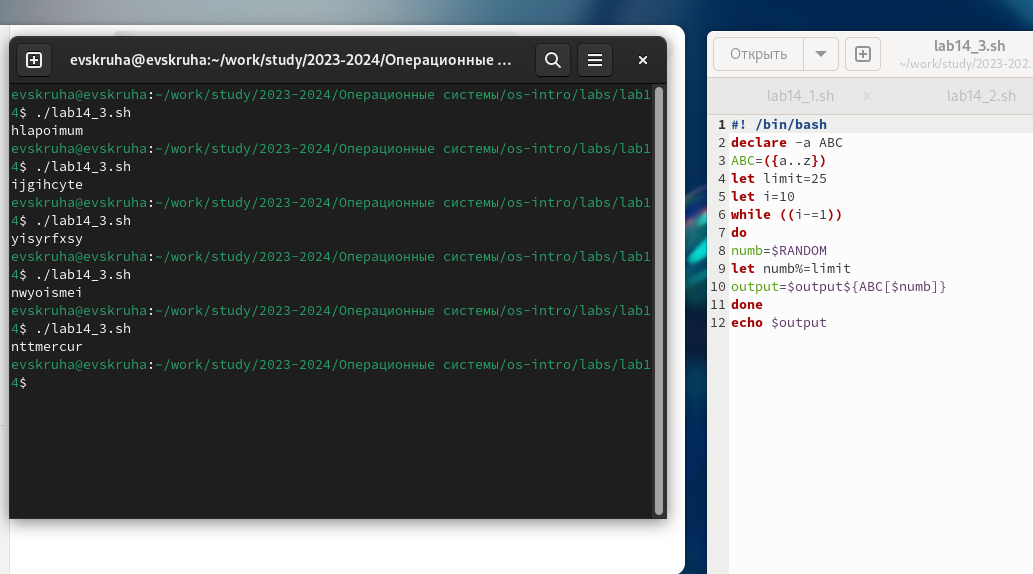 evskruha@evskruha:~/work/study/2023-2024/Операционные ...
evskruha@evskruha:~/work/study/2023-2024/Операционные системы/os-intro/labs/lab1
4$ ./lab14_3.sh
hlapoimum
evskruha@evskruha:~/work/study/2023-2024/Операционные системы/os-intro/labs/lab1
4$ ./lab14_3.sh
ijgihcyte
evskruha@evskruha:~/work/study/2023-2024/Операционные системы/os-intro/labs/lab1
4$ ./lab14_3.sh
yisyrfxsy
evskruha@evskruha:~/work/study/2023-2024/Операционные системы/os-intro/labs/lab1
4$ ./lab14_3.sh
nwyoismei
evskruha@evskruha:~/work/study/2023-2024/Операционные системы/os-intro/labs/lab1
4$ ./lab14_3.sh
nttmercur
evskruha@evskruha:~/work/study/2023-2024/Операционные системы/os-intro/labs/lab1
4$
Открыть
lab14_3.sh
~/work/study/2023-202.
lab14_1.sh
lab14_2.sh
1 #! /bin/bash
2 declare -a ABC
3 ABC=({a..z})
4 let limit=25
5 let i=10
6 while ((i-=1))
7 do
8 numb=$RANDOM
9 let numb%=limit
10 output=$output${ABC[$numb]}
11 done
12 echo $output